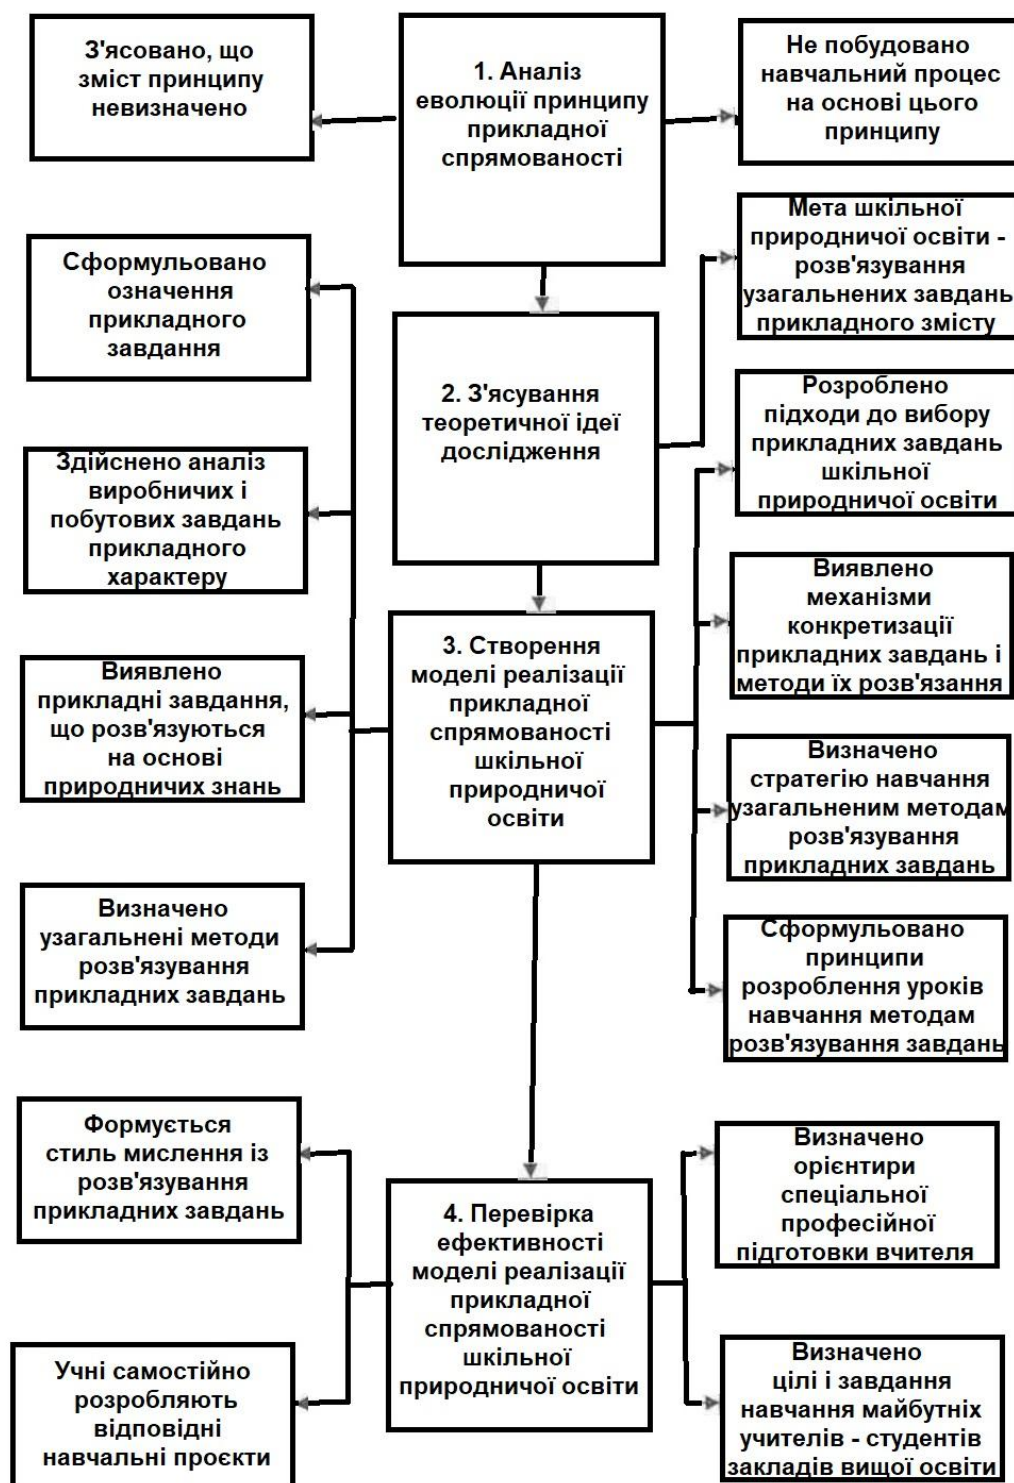 З'ясовано, що
зміст принципу
невизначено
1. Аналіз
еволюції принципу
прикладної
спрямованості
Не побудовано
навчальний процес
на основі цього
принципу
Мета шкільної
природничої освіти -
розв'язування
узагальнених завдань
прикладного змісту
Сформульовано
означення
прикладного
завдання
2. З'ясування
теоретичної ідеї
дослідження
Розроблено
підходи до вибору
прикладних завдань
шкільної
природничої освіти
Здійснено аналіз
виробничих і
побутових завдань
прикладного
характеру
Виявлено
механізми
конкретизації
прикладних завдань і
методи їх розв'язання
3. Створення
моделі реалізації
прикладної
спрямованості
шкільної
природничої
освіти
Виявлено
прикладні завдання,
що розв'язуються
на основі
природничих знань
Визначено
стратегію навчання
узагальненим методам
розв'язування
прикладних завдань
Визначено
узагальнені методи
розв'язування
прикладних завдань
Сформульовано
принципи
розроблення уроків
навчання методам
розв'язування завдань
Формується
стиль мислення із
розв'язування
прикладних завдань
4. Перевірка
ефективності
моделі реалізації
прикладної
спрямованості
шкільної
природничої освіти
Визначено
орієнтири
спеціальної
професійної
підготовки вчителя
Учні самостійно
розробляють
відповідні
навчальні проєкти
Визначено
цілі і завдання
навчання майбутніх
учителів - студентів
закладів вищої освіти